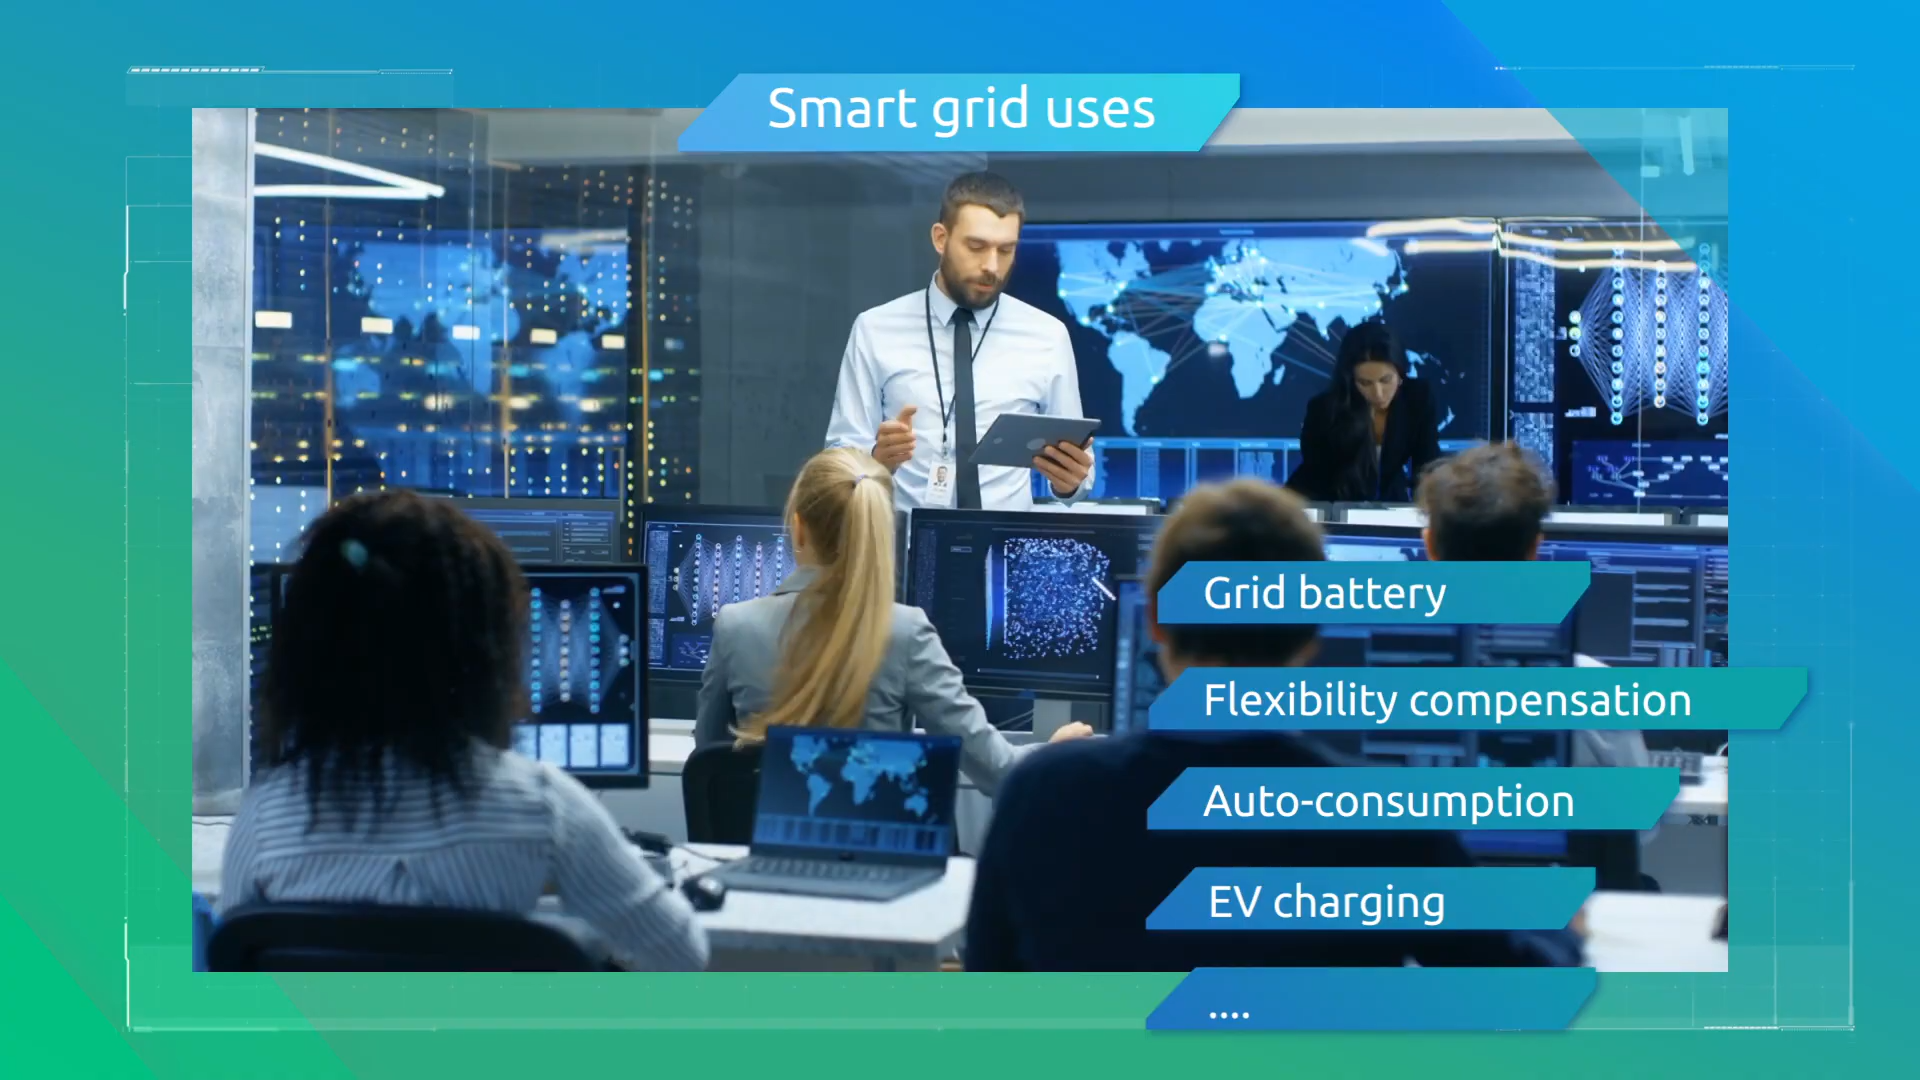 Smart grid uses
Grid battery
Flexibility compensation
Auto-consumption
EV charging
....